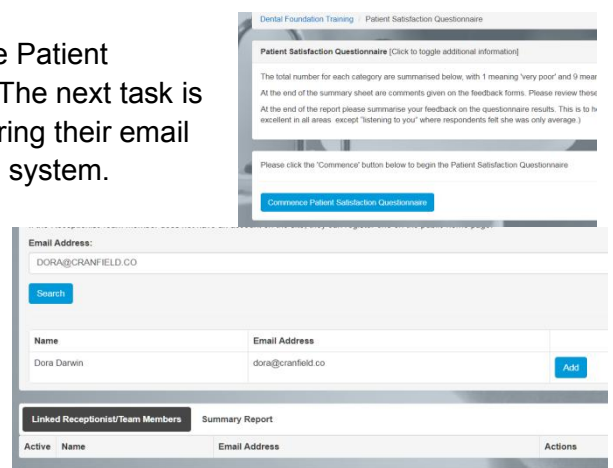 e Patient
The next task is
ring their email
system.
Dental Foundation Training / Patient Satisfaction Questionnaire
Patient Satisfaction Questionnaire [Click to toggle additional information]
The total number for each category are summarised below, with 1 meaning 'very poor' and 9 mear
At the end of the summary sheet are comments given on the feedback forms. Please review these
At the end of the report please summarise your feedback on the questionnaire results. This is to h
excellent in all areas except "listening to you" where respondents felt she was only average.)
Please click the 'Commence' button below to begin the Patient Satisfaction Questionnaire
Commence Patient Satisfaction Questionnaire
Email Address:
DORA@CRANFIELD.CO
Search
Name Email Address
Dora Darwin dora@cranfield.co Add
Linked Receptionist/Team Members Summary Report
Active Name Email Address Actions